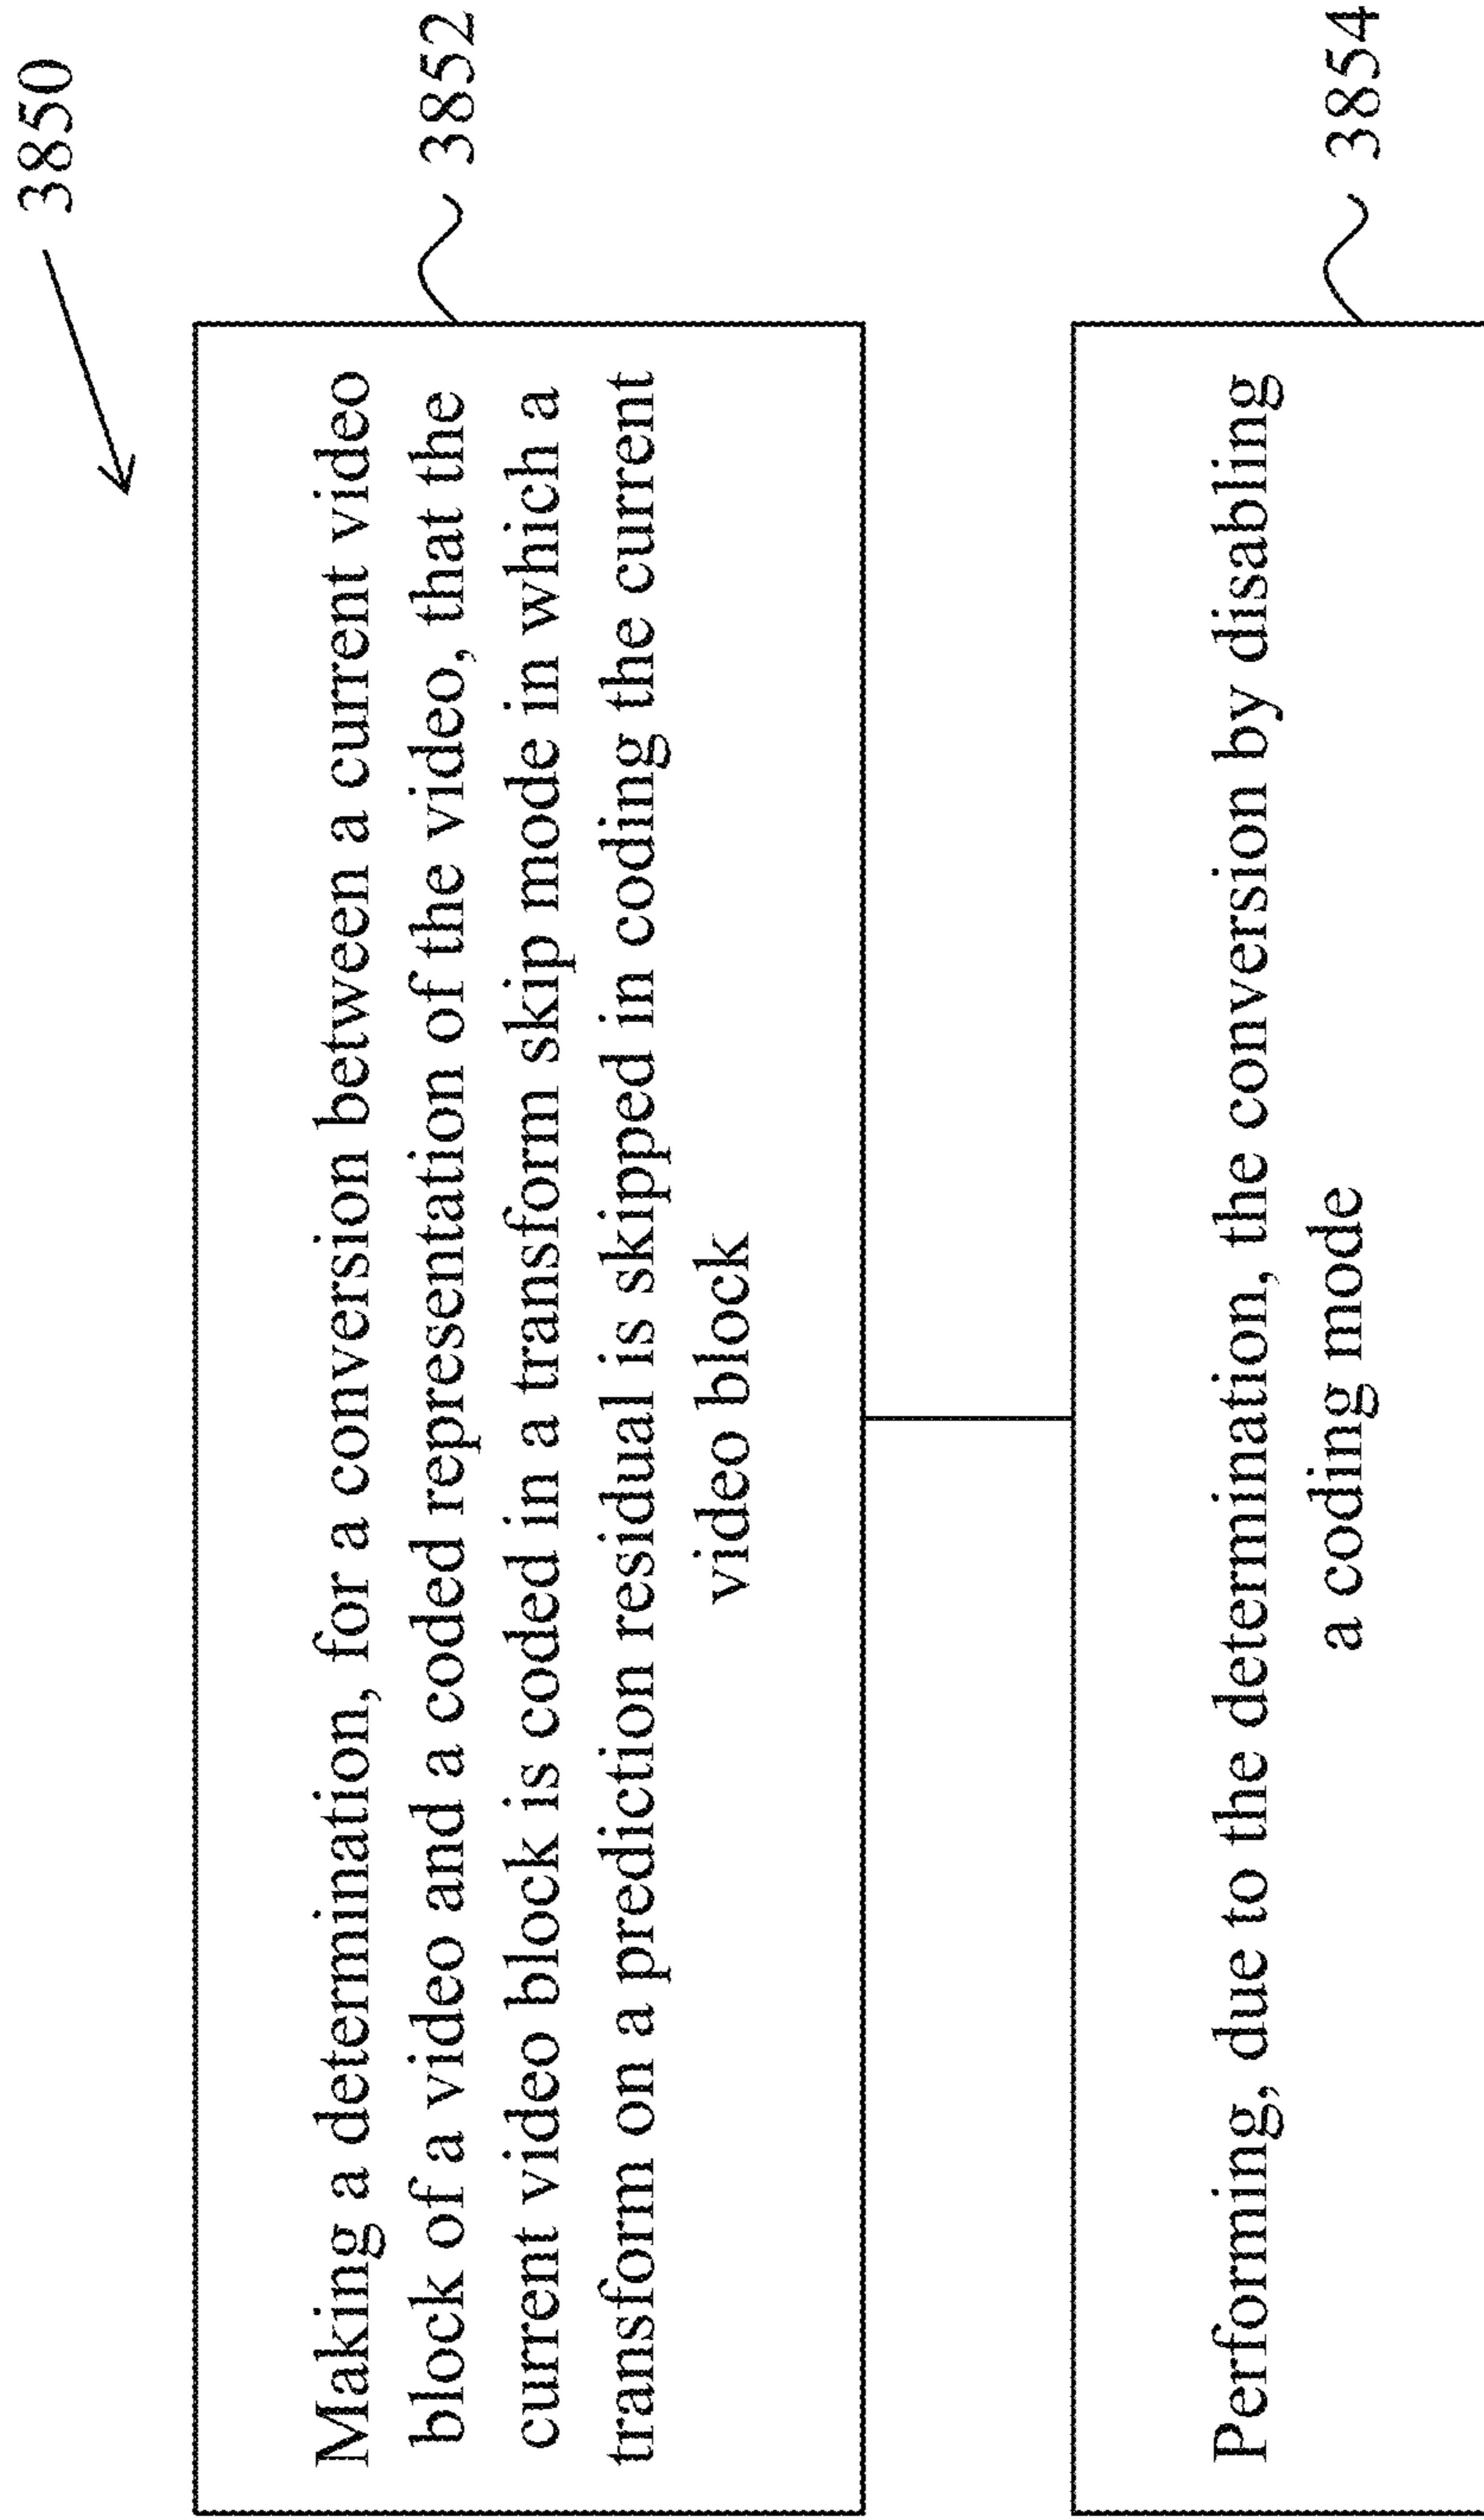 3850
Making a determination, for a conversion between a current video
block of a video and a coded representation of the video, that the
current video block is coded in a transform skip mode in which a
transform on a prediction residual is skipped in coding the current
video block
3852
Performing, due to the determination, the conversion by disabling
a coding mode
3854